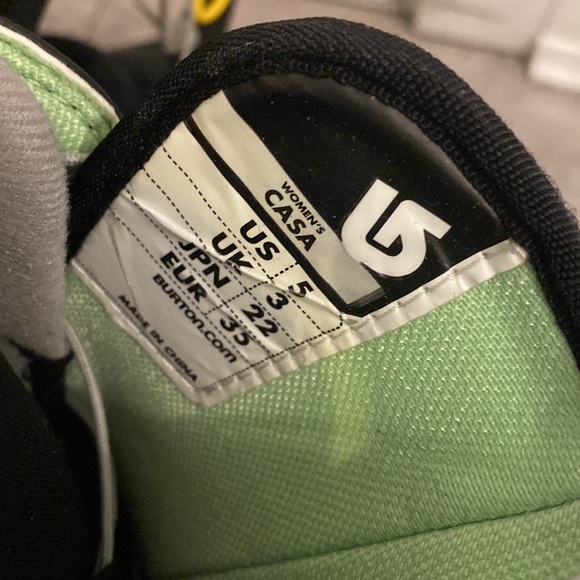 WOMEN'S
CASA
US 5
UK 3
JPN 22
EUR 35
BURTON.COM
MADE IN CHINA